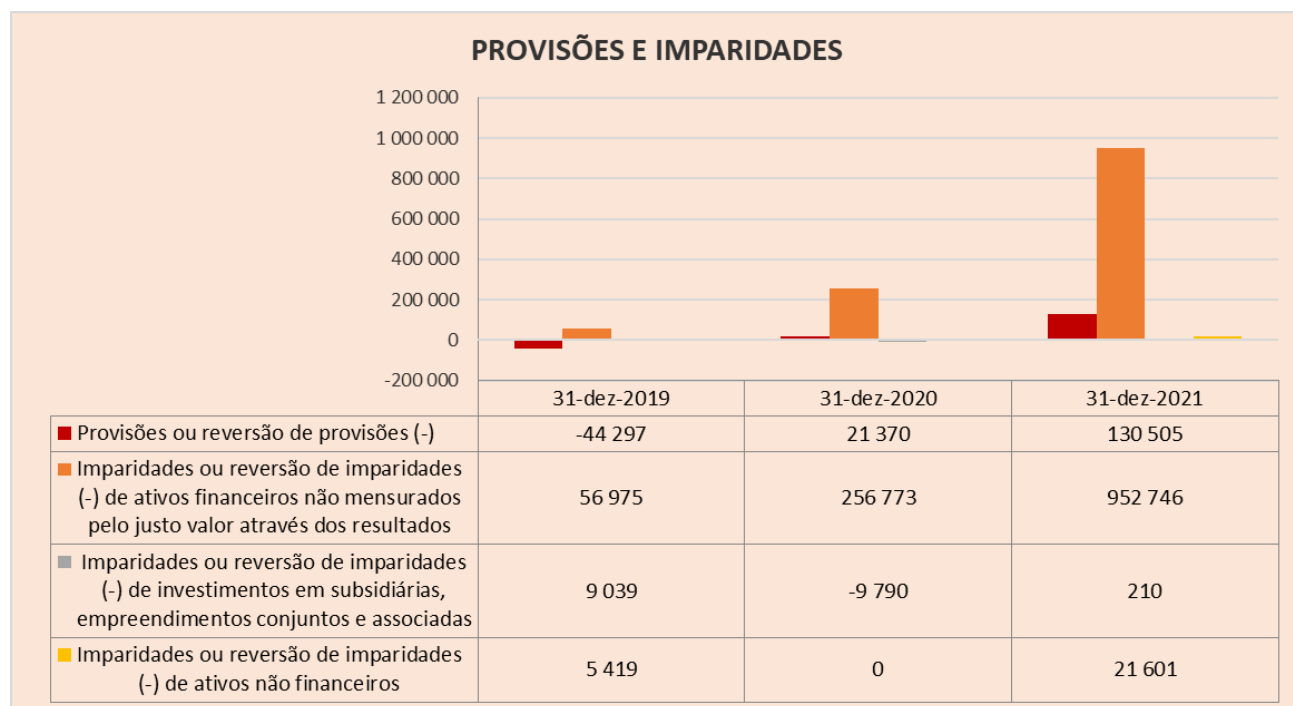 PROVISÕES E IMPARIDADES
1 200 000
1 000 000
800 000
600 000
400 000
200 000
0
-200 000
31-dez-2019 31-dez-2020 31-dez-2021
Provisões ou reversão de provisões (-) -44 297 21 370 130 505
Imparidades ou reversão de imparidades
(-) de ativos financeiros não mensurados 56 975 256 773 952 746
pelo justo valor através dos resultados
Imparidades ou reversão de imparidades
(-) de investimentos em subsidiárias, 9 039 -9 790 210
empreendimentos conjuntos e associadas
Imparidades ou reversão de imparidades 5 419 0 21 601
(-) de ativos não financeiros